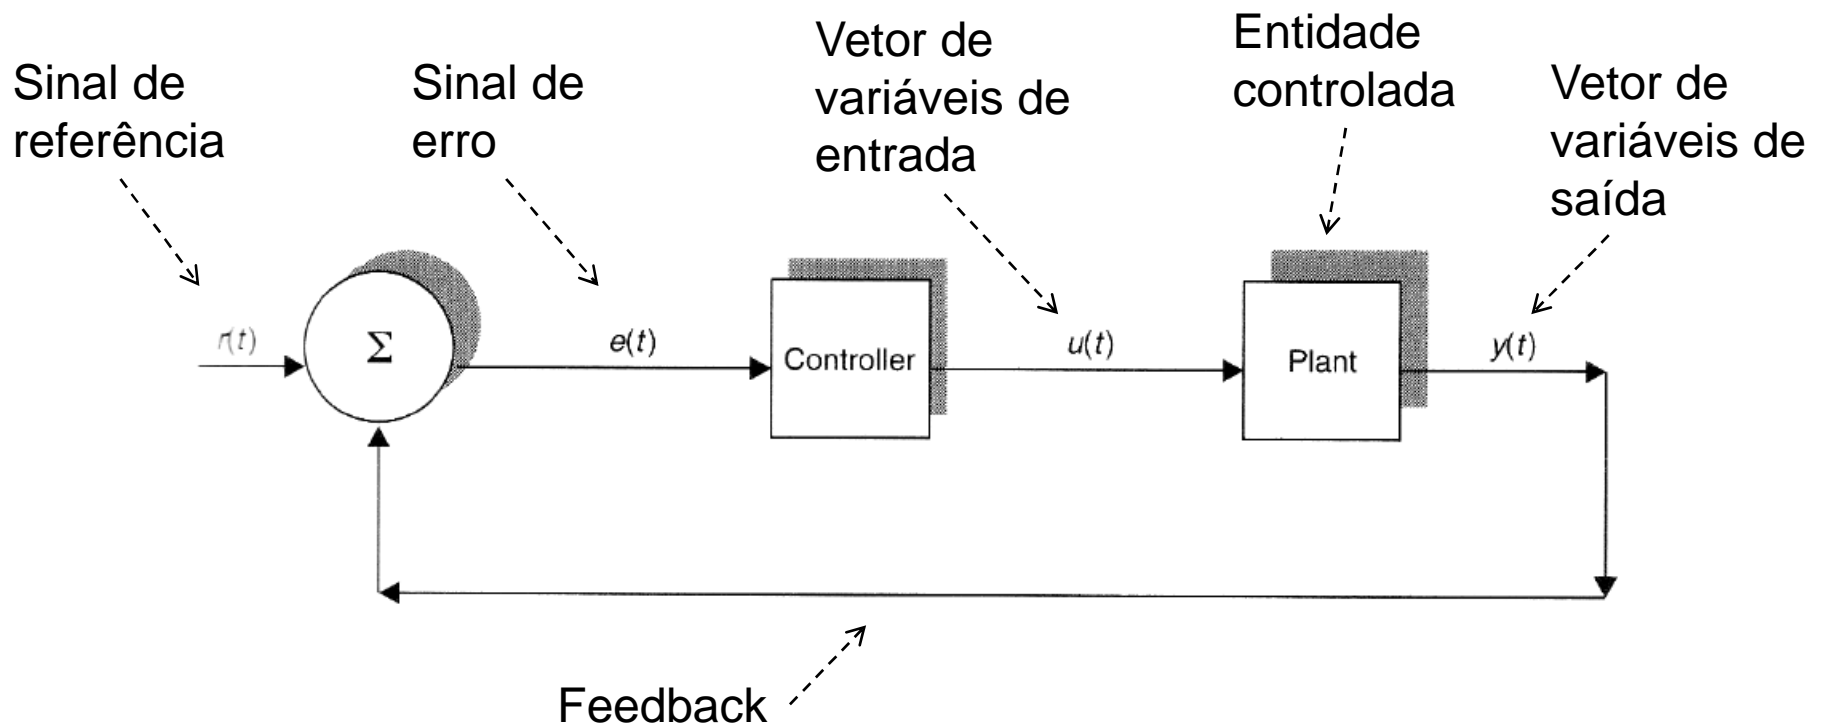 Sinal de
referência
Sinal de
erro
Vetor de
variáveis de
entrada
Entidade
controlada
Vetor de
variáveis de
saída
r(t)
Σ
e(t)
Controller
u(t)
Plant
y(t)
Feedback